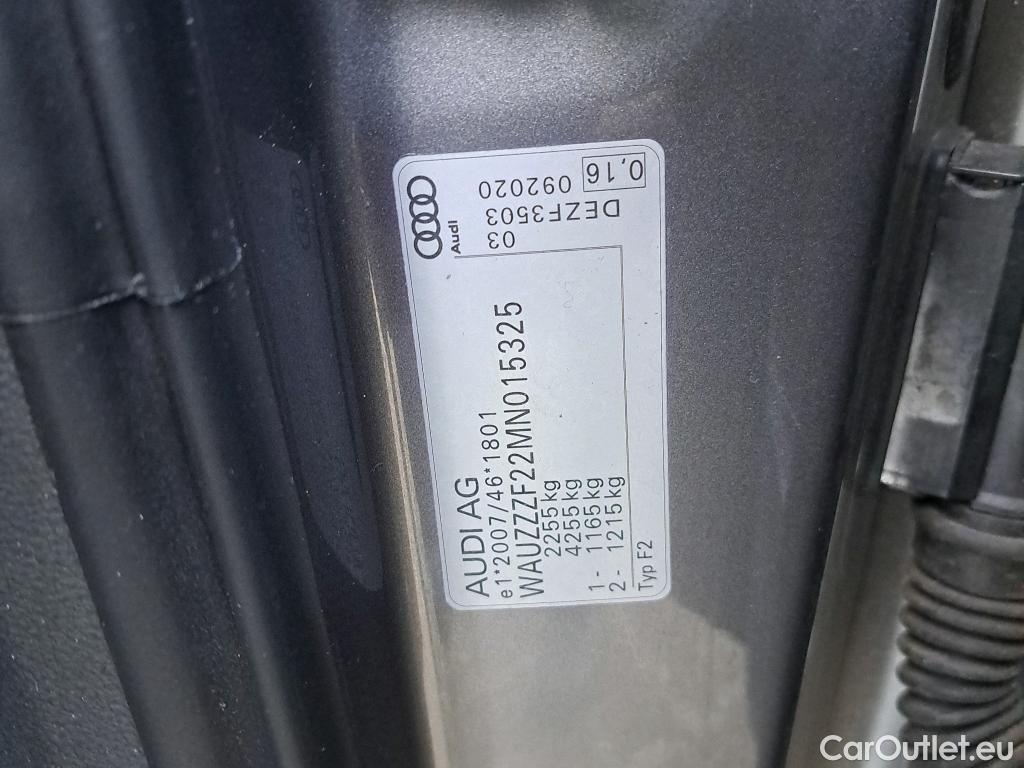 AUDI AG
e1*2007/46*1801
WAUZZZF22MN015325
2255kg
4255kg
1 - 1165kg
2 - 1215kg
Typ F2
Audi
03
DEZF3503 092020
0,16
CarOutlet.eu